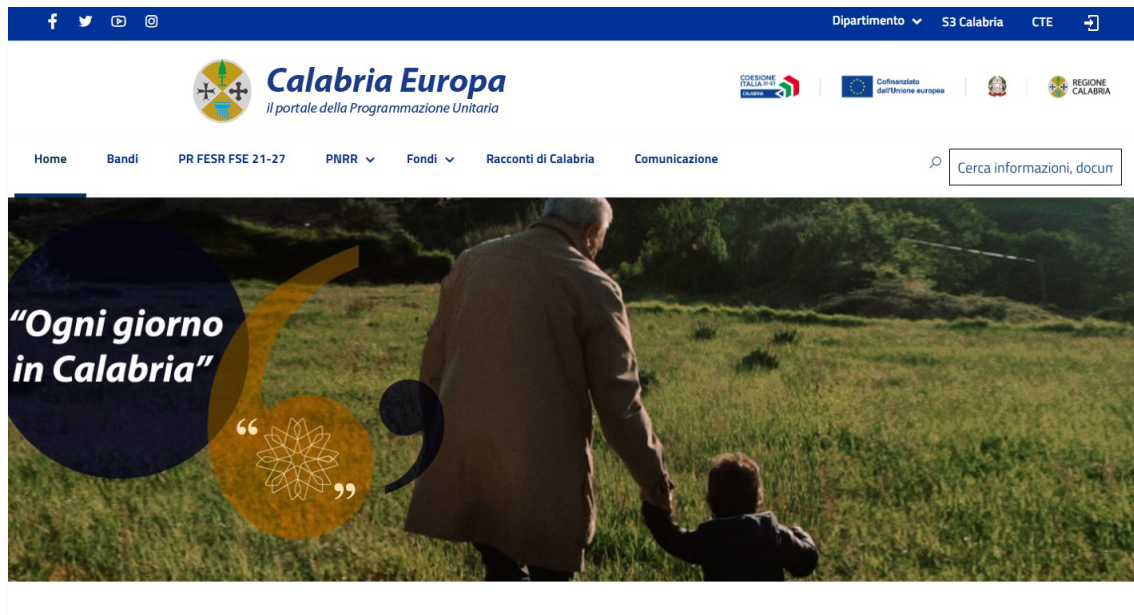 Dipartimento S3 Calabria CTE
Calabria Europa
il portale della Programmazione Unitaria
COESIONE
ITALIA 21-27
CALABRIA
Cofinanziato
dall'Unione europea
REGIONE
CALABRIA
Home Bandi PR FESR FSE 21-27 PNRR Fondi Racconti di Calabria Comunicazione
Cerca informazioni, docum
“Ogni giorno
in Calabria”